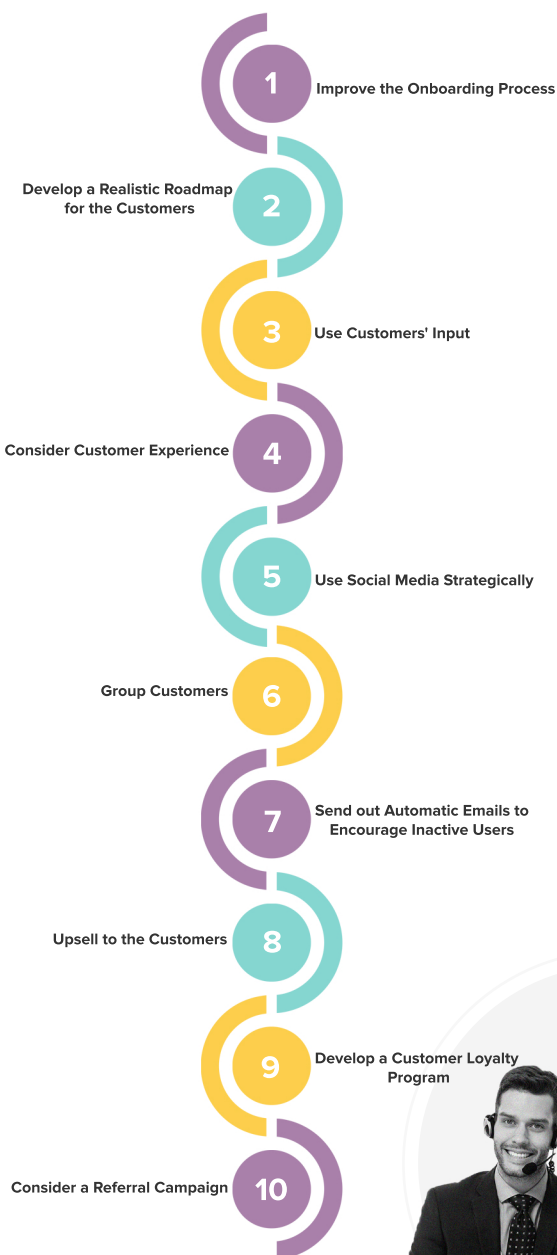 1
Improve the Onboarding Process
Develop a Realistic Roadmap
for the Customers
2
3
Use Customers' Input
Consider Customer Experience
4
5
Use Social Media Strategically
Group Customers
6
7
Send out Automatic Emails to
Encourage Inactive Users
Upsell to the Customers
8
9
Develop a Customer Loyalty
Program
Consider a Referral Campaign
10